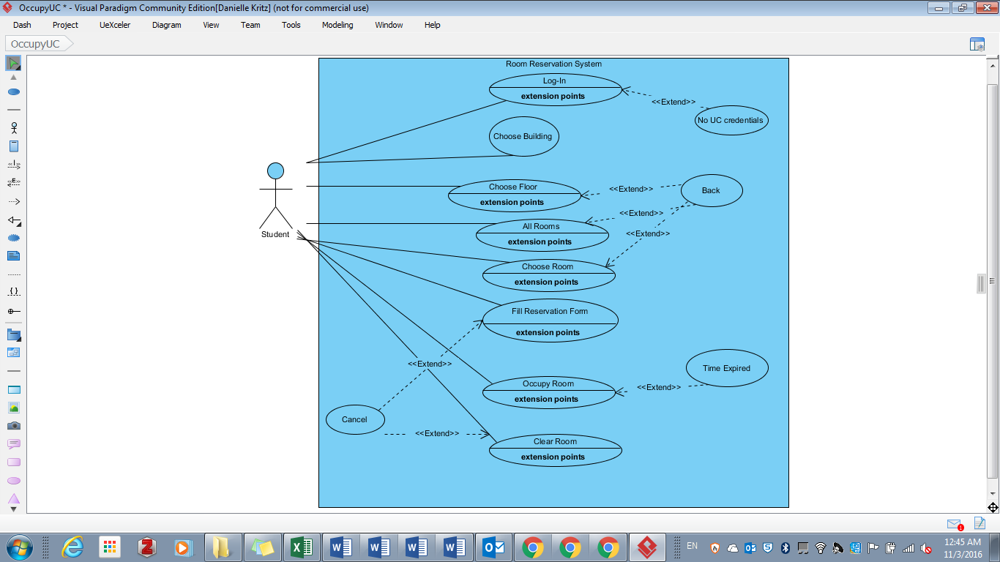 OccupyUC * - Visual Paradigm Community Edition[Danielle Kritz] (not for commercial use)
Dash Project UeXceler Diagram View Team Tools Modeling Window Help
OccupyUC
Room Reservation System
Log-In
extension points
<<Extend>>
No UC credentials
Choose Building
Choose Floor
extension points
<<Extend>>
Back
<<Extend>>
All Rooms
extension points
<<Extend>>
Student
Choose Room
extension points
Fill Reservation Form
extension points
<<Extend>>
Time Expired
Occupy Room
extension points
<<Extend>>
Cancel
<<Extend>>
Clear Room
extension points
EN
12:45 AM
11/3/2016